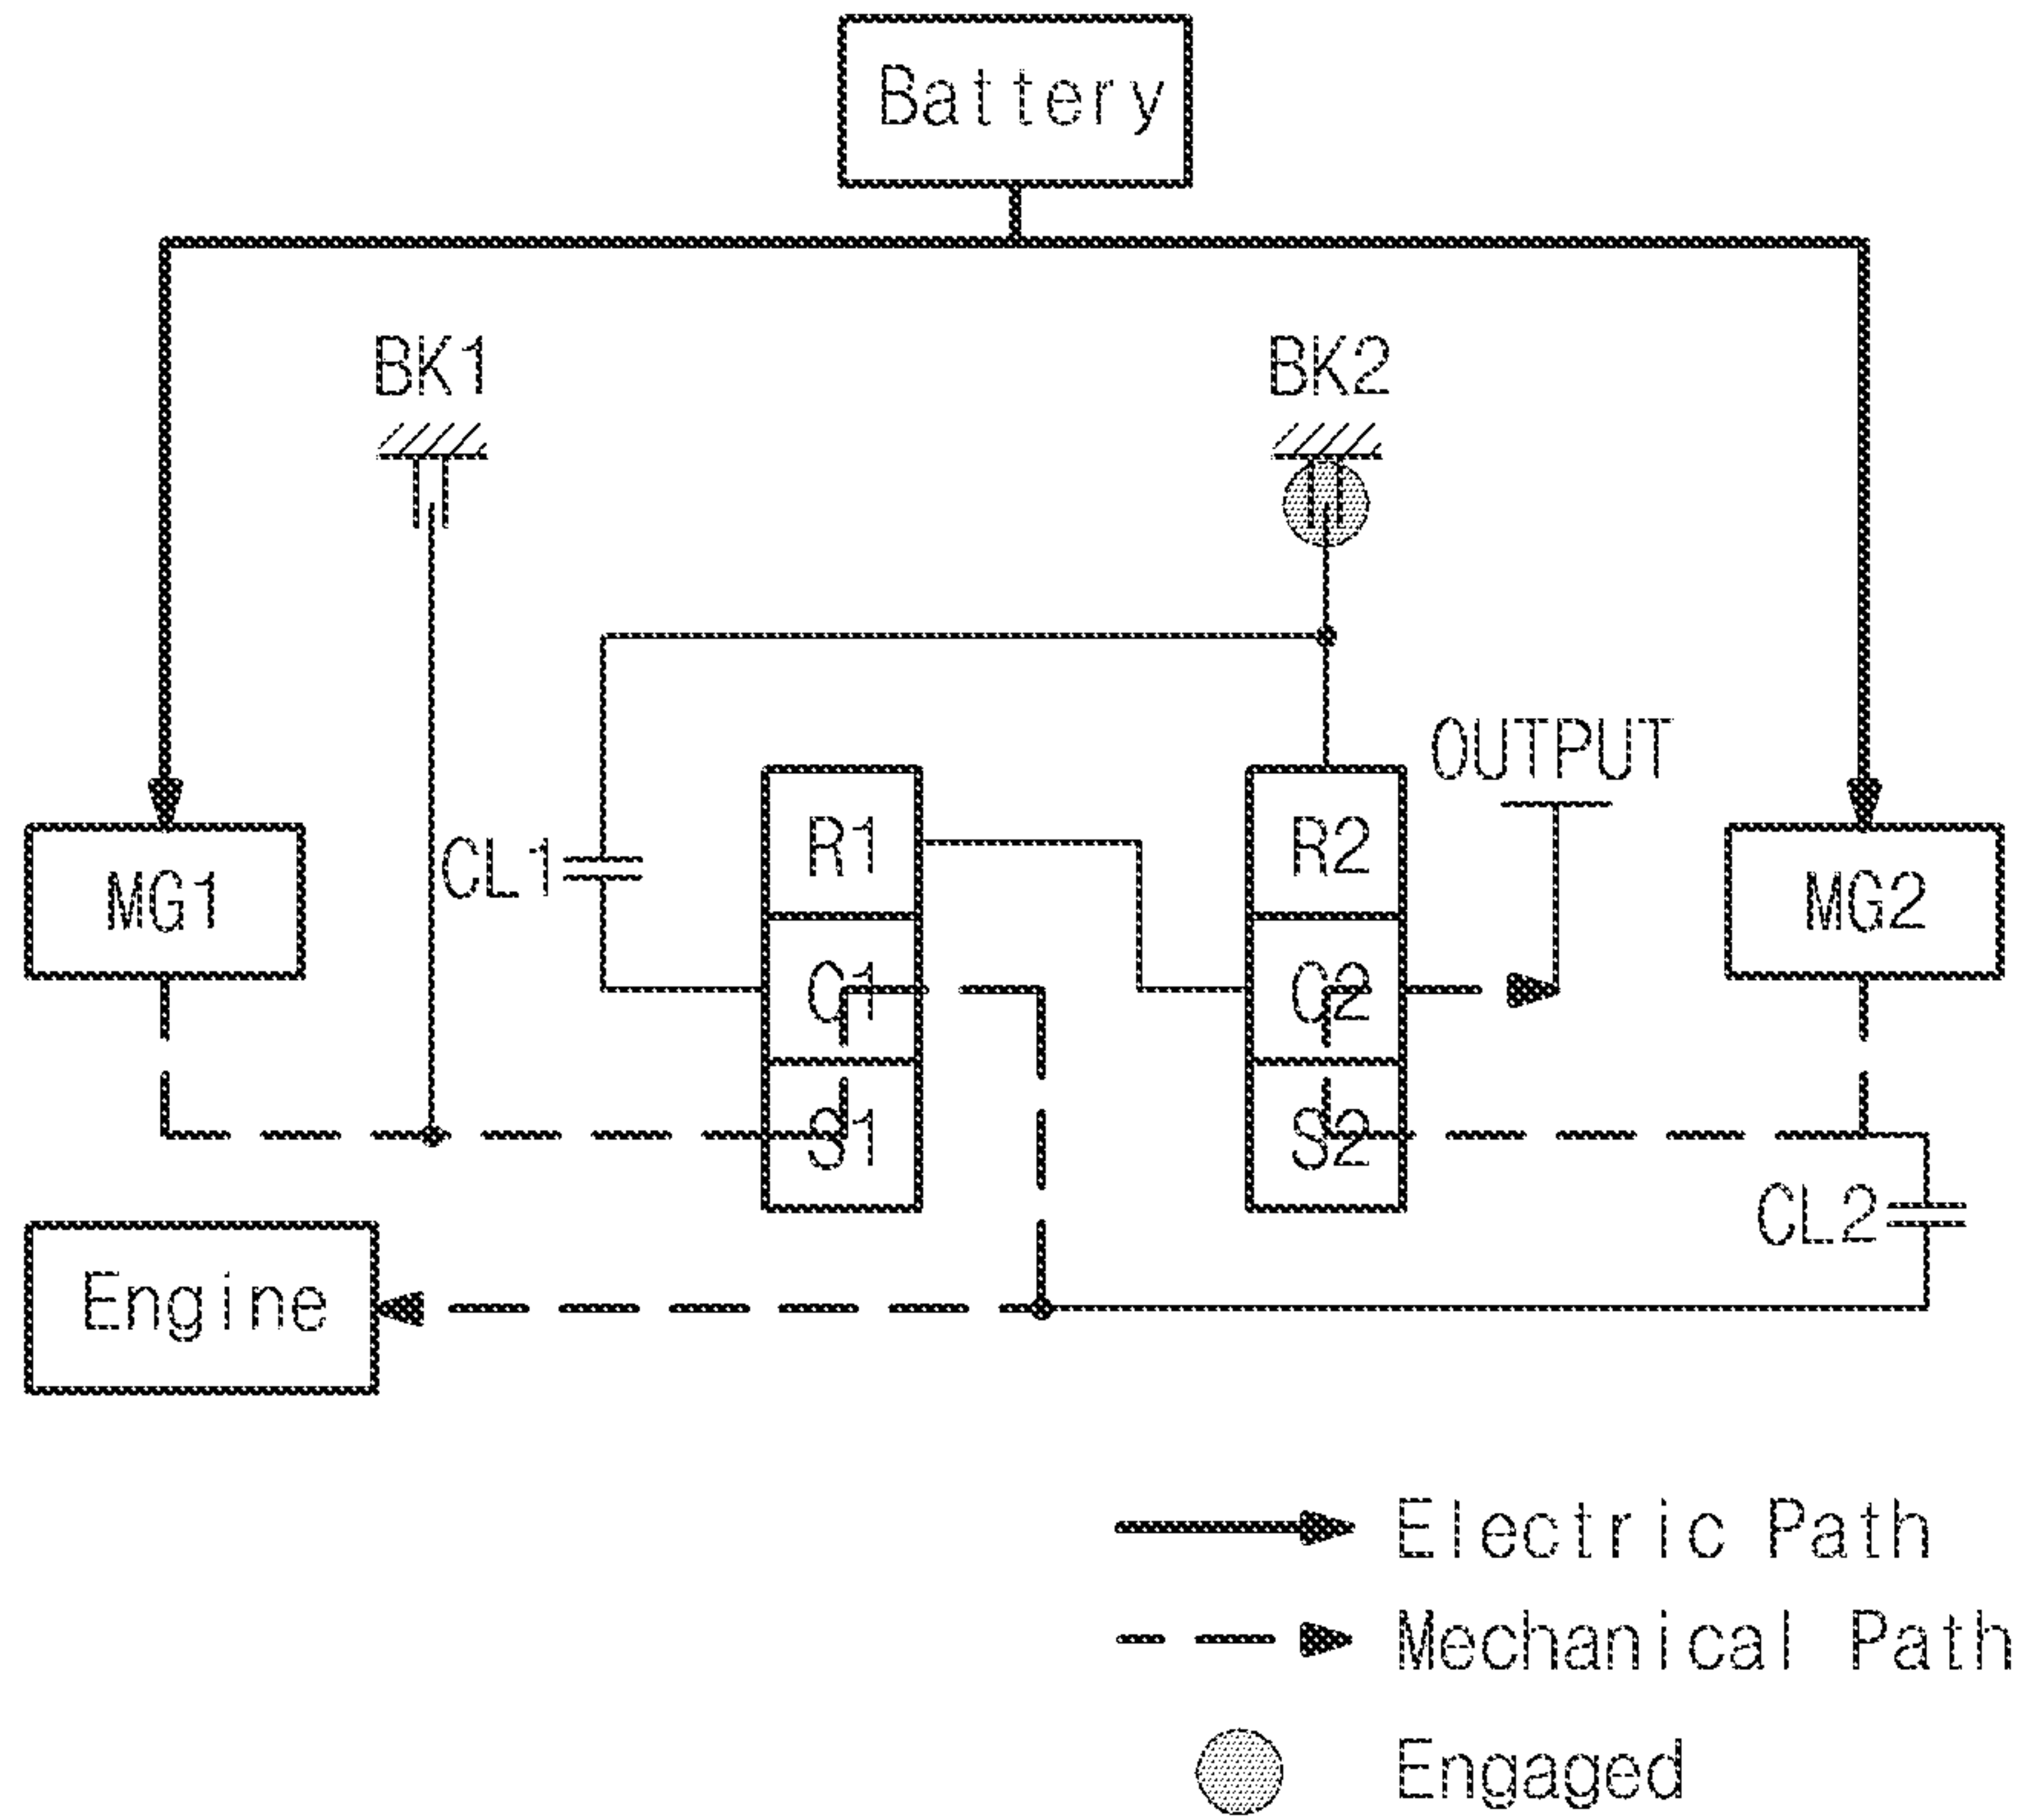 Battery
BK1
BK2
OUTPUT
CL1
R1
R2
MG1
MG2
C1
C2
S1
S2
CL2
Engine
Electric Path
Mechanical Path
Engaged